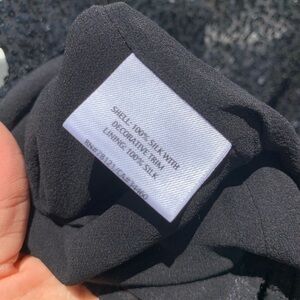 SHELL: 100% SILK WITH
DECORATIVE TRIM
LINING: 100% SILK